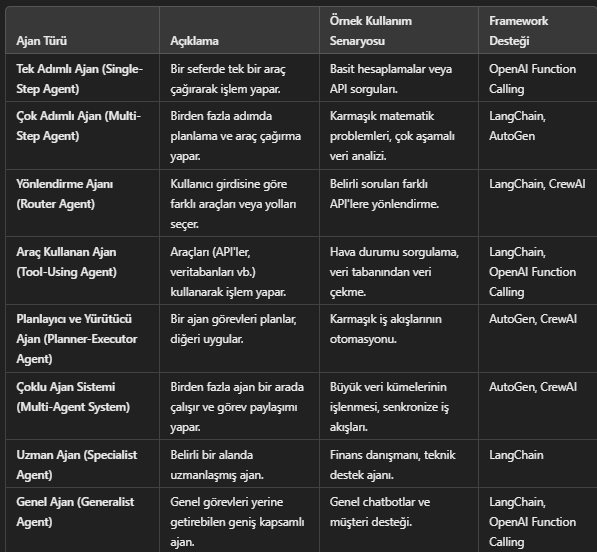 Ajan Türü
Açıklama
Örnek Kullanım
Senaryosu
Framework
Desteği
Tek Adımlı Ajan (Single-
Step Agent)
Bir seferde tek bir araç
çağırarak işlem yapar.
Basit hesaplamalar veya
API sorguları.
OpenAI Function
Calling
Çok Adımlı Ajan (Multi-
Step Agent)
Birden fazla adımda
planlama ve araç çağırma
yapar.
Karmaşık matematik
problemleri, çok aşamalı
veri analizi.
LangChain,
AutoGen
Yönlendirme Ajanı
(Router Agent)
Kullanıcı girdisine göre
farklı araçları veya yolları
seçer.
Belirli soruları farklı
API'lere yönlendirme.
LangChain, CrewAI
Araç Kullanan Ajan
(Tool-Using Agent)
Araçları (API'ler,
veritabanları vb.)
kullanarak işlem yapar.
Hava durumu sorgulama,
veri tabanından veri
çekme.
LangChain,
OpenAI Function
Calling
Planlayıcı ve Yürütücü
Ajan (Planner-Executor
Agent)
Bir ajan görevleri planlar,
diğeri uygular.
Karmaşık iş akışlarının
otomasyonu.
AutoGen, CrewAI
Çoklu Ajan Sistemi
(Multi-Agent System)
Birden fazla ajan bir arada
çalışır ve görev paylaşımı
yapar.
Büyük veri kümelerinin
işlenmesi, senkronize iş
akışları.
AutoGen, CrewAI
Uzman Ajan (Specialist
Agent)
Belirli bir alanda
uzmanlaşmış ajan.
Finans danışmanı, teknik
destek ajanı.
LangChain
Genel Ajan (Generalist
Agent)
Genel görevleri yerine
getirebilen geniş kapsamlı
ajan.
Genel chatbotlar ve
müşteri desteği.
LangChain,
OpenAI Function
Calling